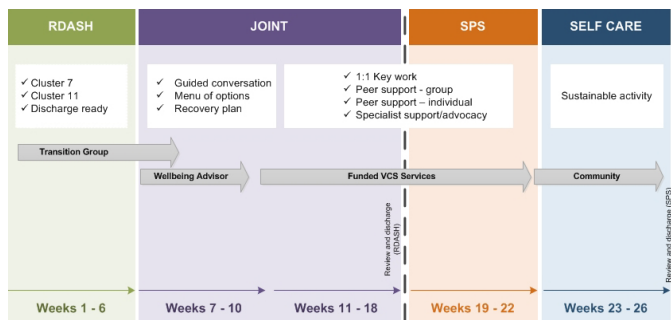 RDASH
JOINT
SPS
SELF CARE
✓ Cluster 7
✓ Cluster 11
✓ Discharge ready
✓ Guided conversation
✓ Menu of options
✓ Recovery plan
✓ 1:1 Key work
✓ Peer support - group
✓ Peer support – individual
✓ Specialist support/advocacy
Sustainable activity
Transition Group
Wellbeing Advisor
Funded VCS Services
Community
Review and discharge
(RDASH)
Review and discharge (SPS)
Weeks 1 - 6
Weeks 7 - 10
Weeks 11 - 18
Weeks 19 - 22
Weeks 23 - 26